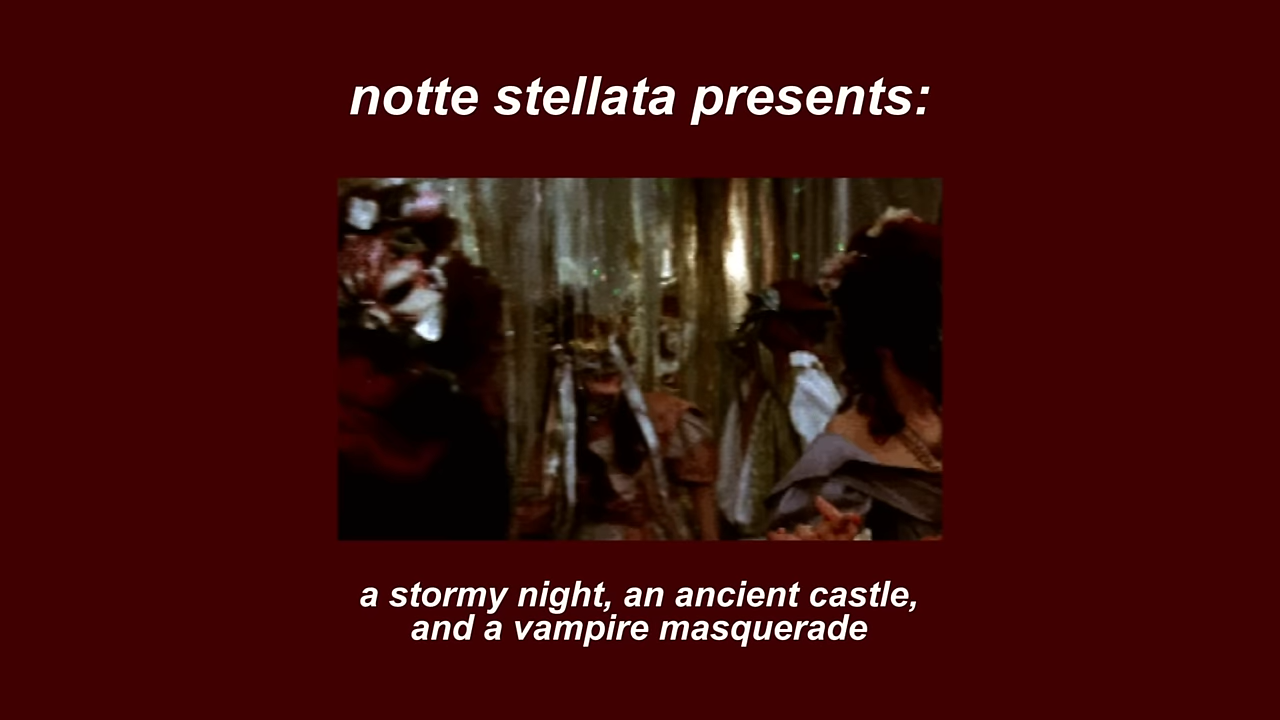 notte stellata presents:
a stormy night, an ancient castle,
and a vampire masquerade